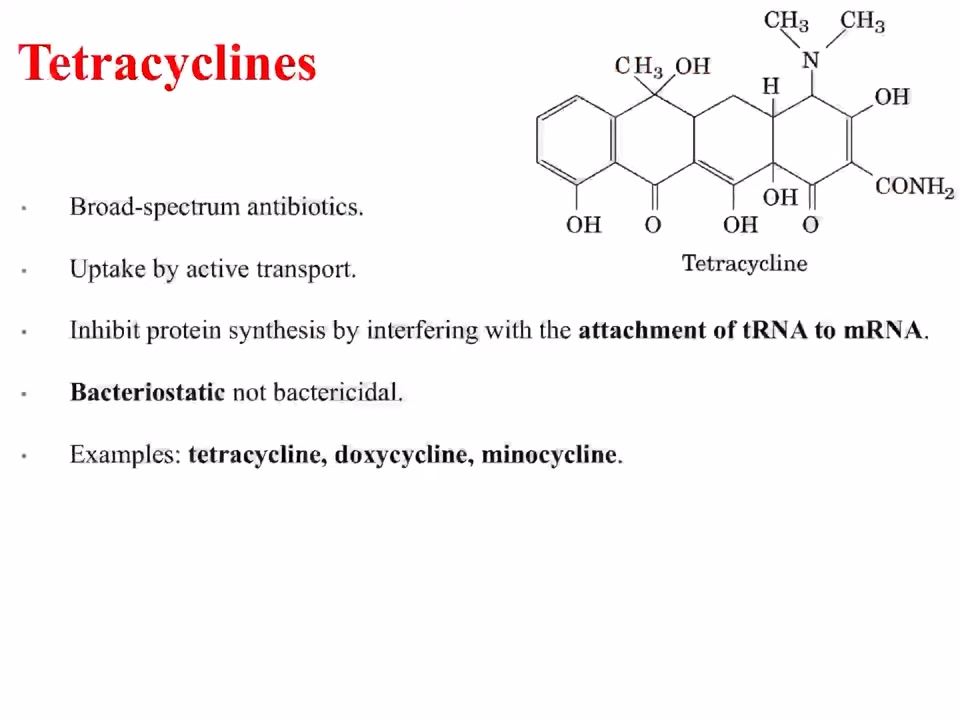 Tetracyclines
CH₃ CH₃
N
CH₃ OH
H
OH
CONH₂
OH
OH O OH O
Tetracycline
· Broad-spectrum antibiotics.
· Uptake by active transport.
· Inhibit protein synthesis by interfering with the attachment of tRNA to mRNA.
· Bacteriostatic not bactericidal.
· Examples: tetracycline, doxycycline, minocycline.